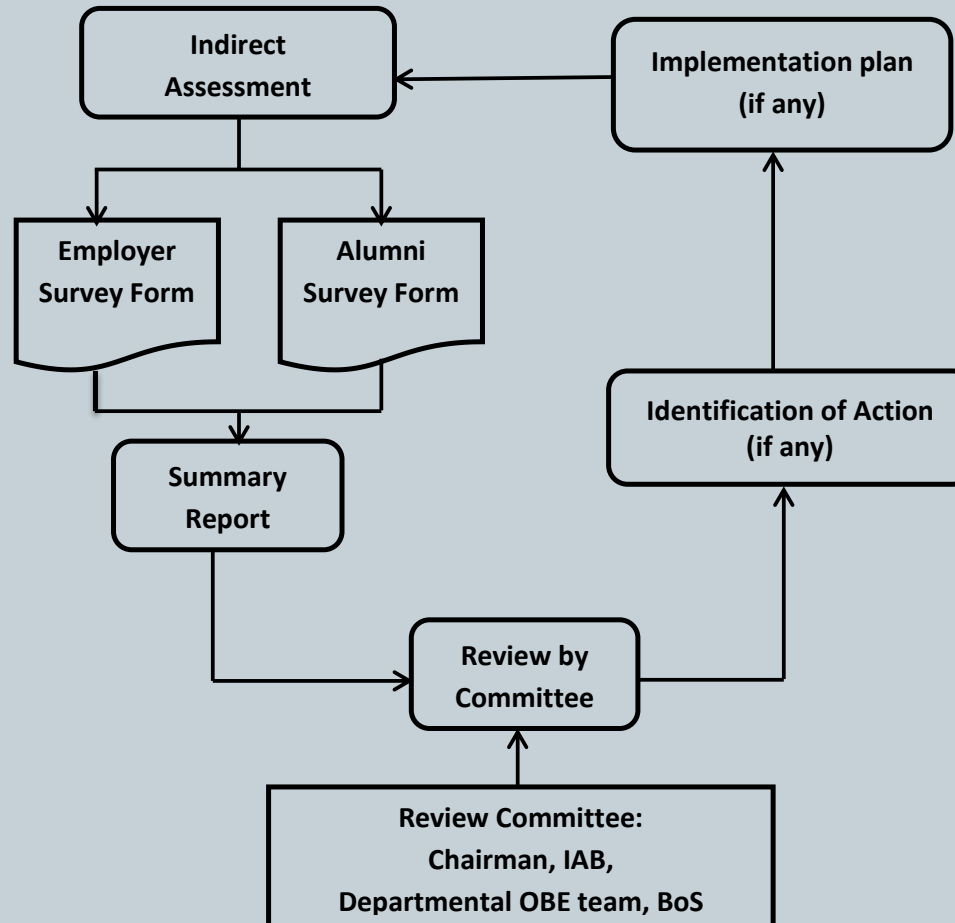 Indirect
Assessment
Implementation plan
(if any)
Employer
Survey Form
Alumni
Survey Form
Identification of Action
(if any)
Summary
Report
Review by
Committee
Review Committee:
Chairman, IAB,
Departmental OBE team, BoS